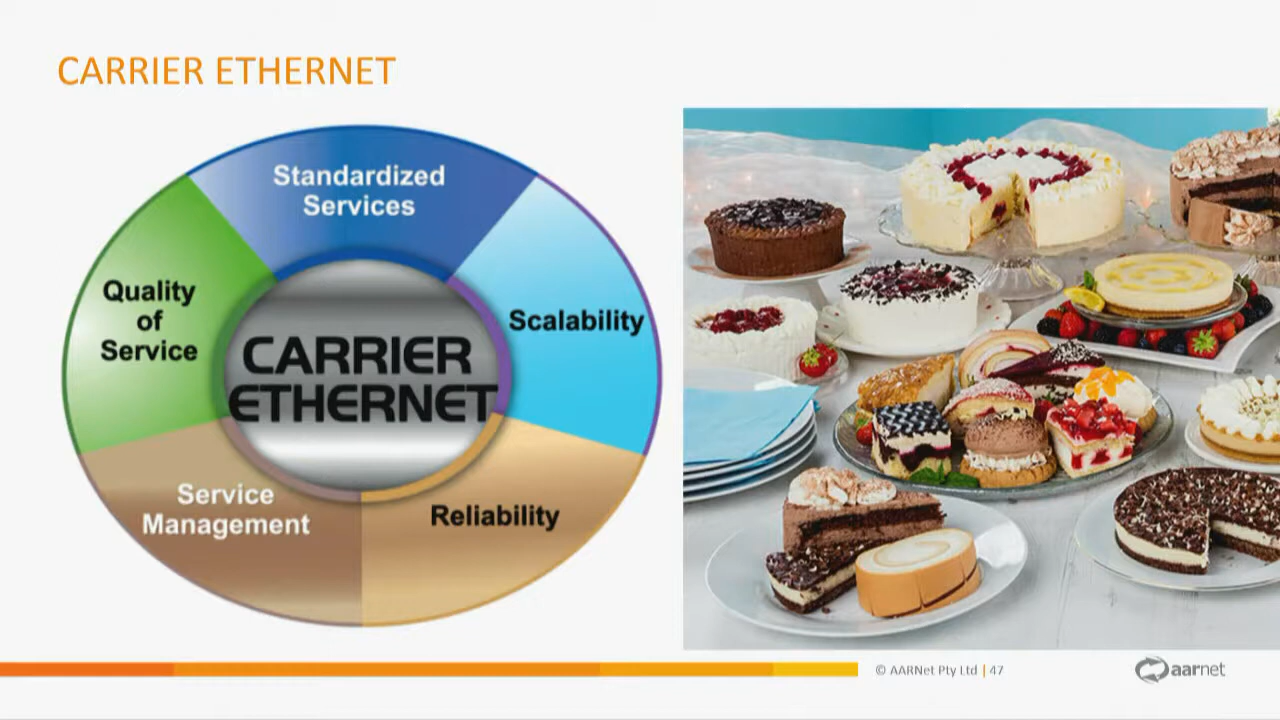 CARRIER ETHERNET
Standardized
Services
Quality
of
Service
Scalability
CARRIER
ETHERNET
Service
Management
Reliability
© AARNet Pty Ltd | 47
aarnet